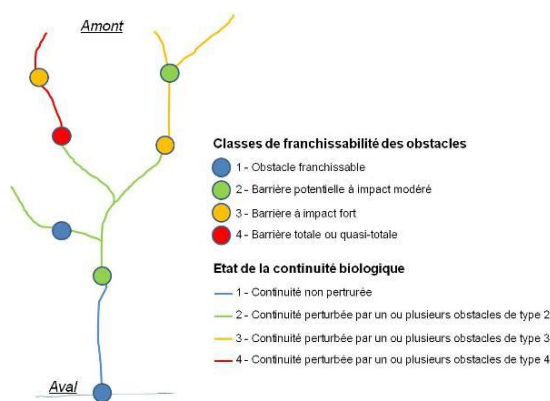 Amont
Classes de franchissabilité des obstacles
1 - Obstacle franchissable
2 - Barrière potentielle à impact modéré
3 - Barrière à impact fort
4 - Barrière totale ou quasi-totale
Etat de la continuité biologique
1 - Continuité non pertrurée
2 - Continuité perturbée par un ou plusieurs obstacles de type 2
3 - Continuité perturbée par un ou plusieurs obstacles de type 3
4 - Continuité perturbée par un ou plusieurs obstacles de type 4
Aval